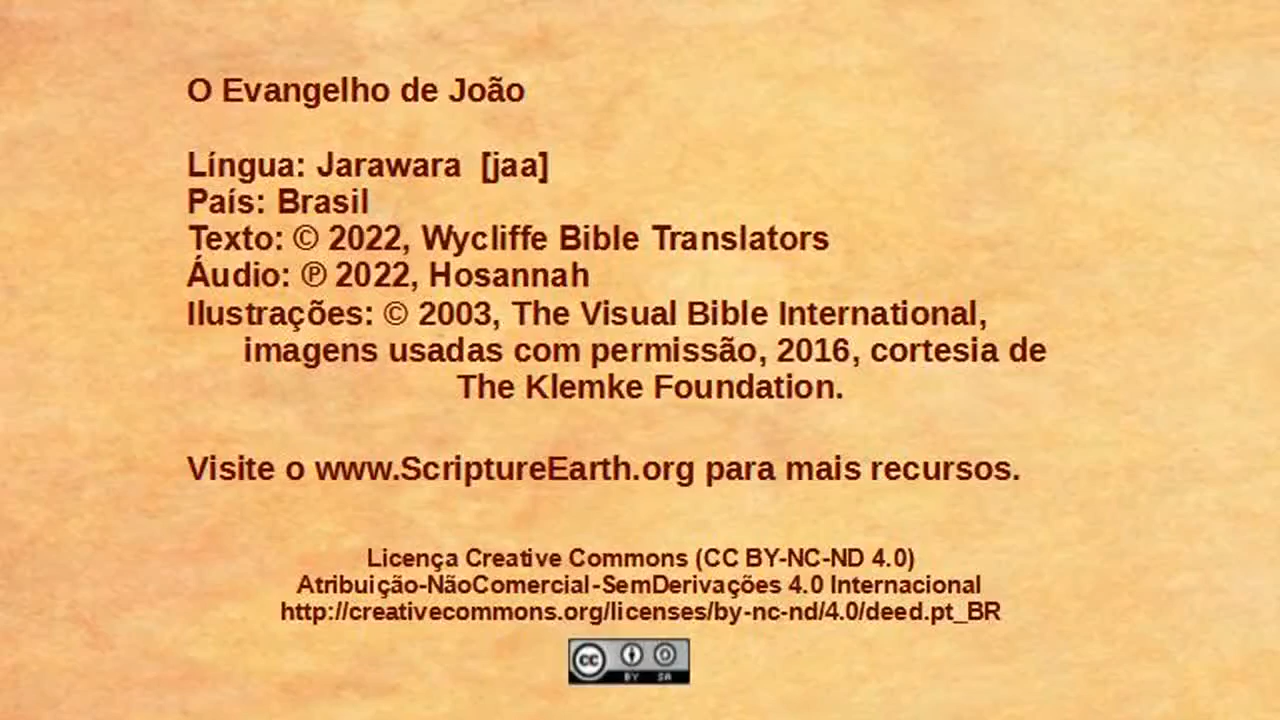 O Evangelho de João
Língua: Jarawara [jaa]
País: Brasil
Texto: © 2022, Wycliffe Bible Translators
Áudio: ℗ 2022, Hosannah
Ilustrações: © 2003, The Visual Bible International,
imagens usadas com permissão, 2016, cortesia de
The Klemke Foundation.
Visite o www.ScriptureEarth.org para mais recursos.
Licença Creative Commons (CC BY-NC-ND 4.0)
Atribuição-NãoComercial-SemDerivações 4.0 Internacional
http://creativecommons.org/licenses/by-nc-nd/4.0/deed.pt_BR
cc BY SA